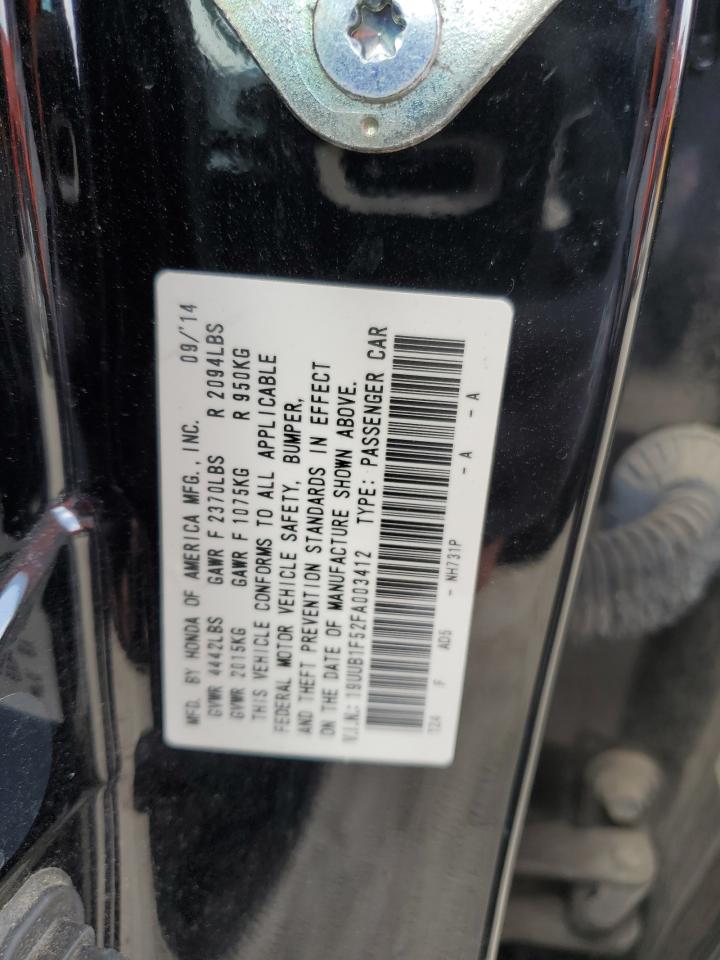 MFD. BY HONDA OF AMERICA MFG., INC. 09/'14
GVWR 4442LBS GAWR F 2370LBS R 2094LBS
GVWR 2015KG GAWR F 1075KG R 950KG
THIS VEHICLE CONFORMS TO ALL APPLICABLE
FEDERAL MOTOR VEHICLE SAFETY, BUMPER,
AND THEFT PREVENTION STANDARDS IN EFFECT
ON THE DATE OF MANUFACTURE SHOWN ABOVE.
V.I.N.: 19UUB1F52FA003412 TYPE: PASSENGER CAR
T24 F AD5 - NH731P - A - A